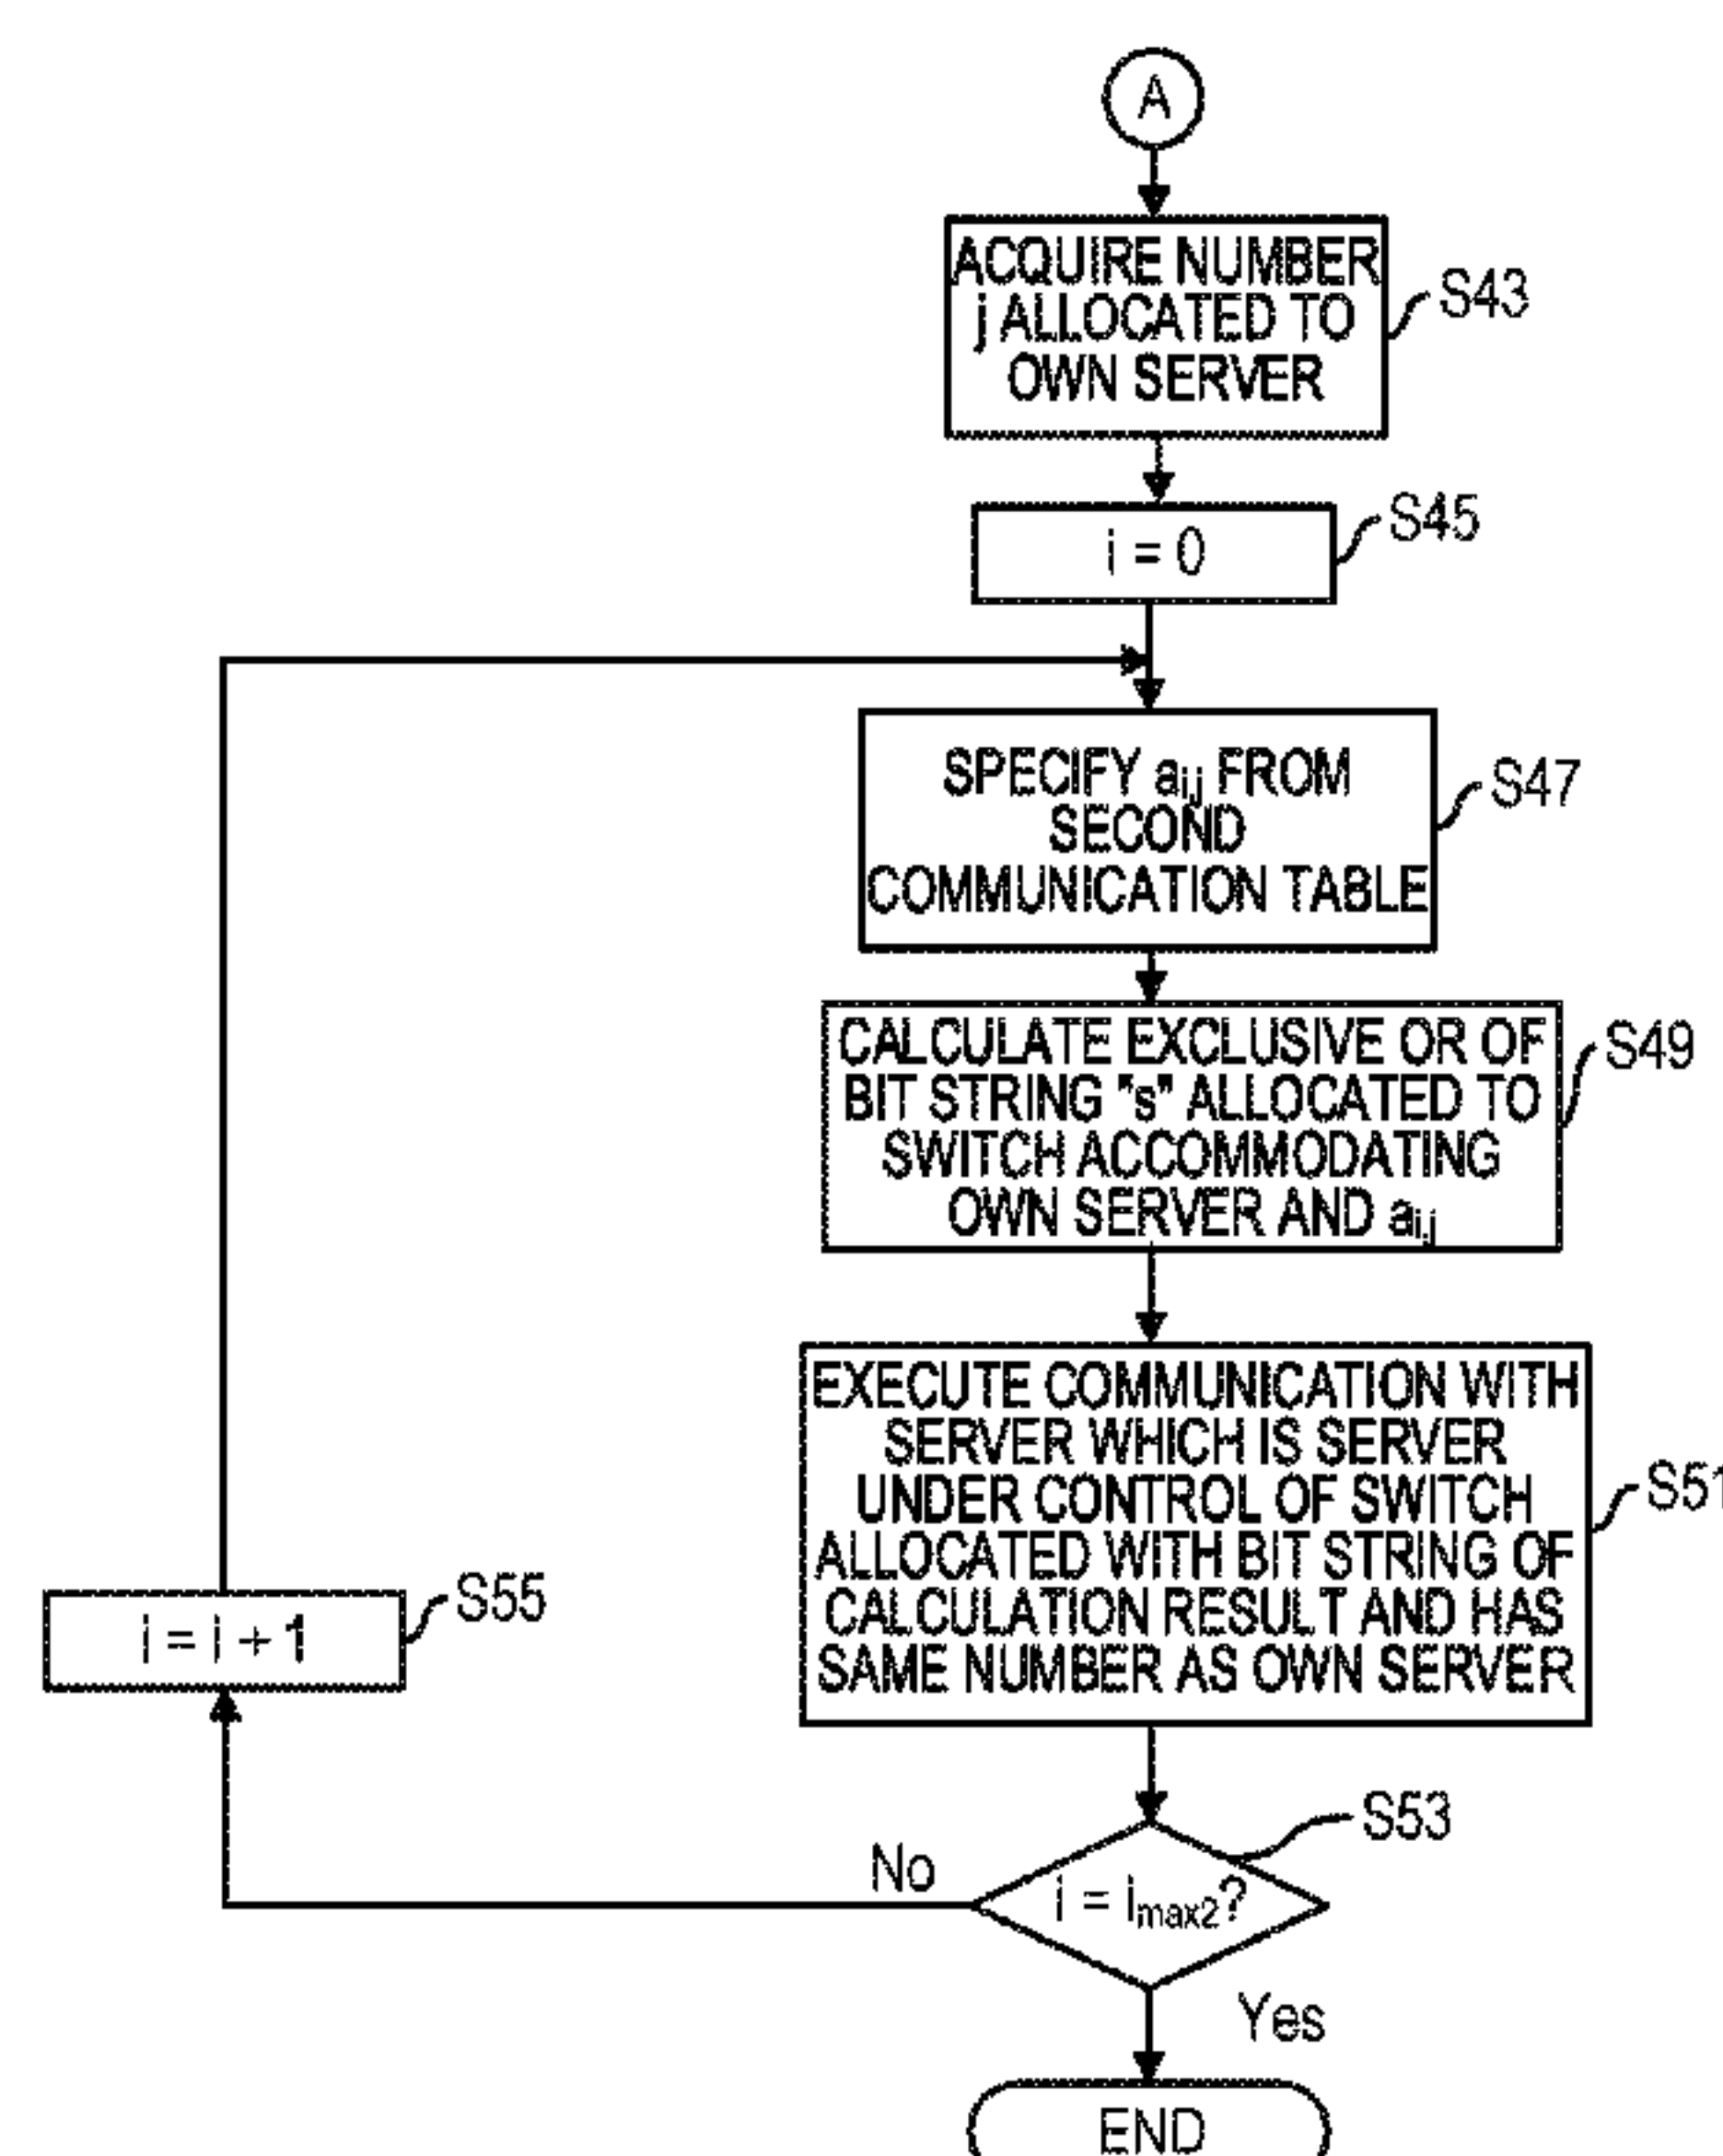 A
ACQUIRE NUMBER
j ALLOCATED TO
OWN SERVER
S43
i = 0
S45
SPECIFY aij FROM
SECOND
COMMUNICATION TABLE
S47
CALCULATE EXCLUSIVE OR OF
BIT STRING "s" ALLOCATED TO
SWITCH ACCOMMODATING
OWN SERVER AND aij
S49
EXECUTE COMMUNICATION WITH
SERVER WHICH IS SERVER
UNDER CONTROL OF SWITCH
ALLOCATED WITH BIT STRING OF
CALCULATION RESULT AND HAS
SAME NUMBER AS OWN SERVER
S51
i = i + 1
S55
i = imax2?
S53
No
Yes
END